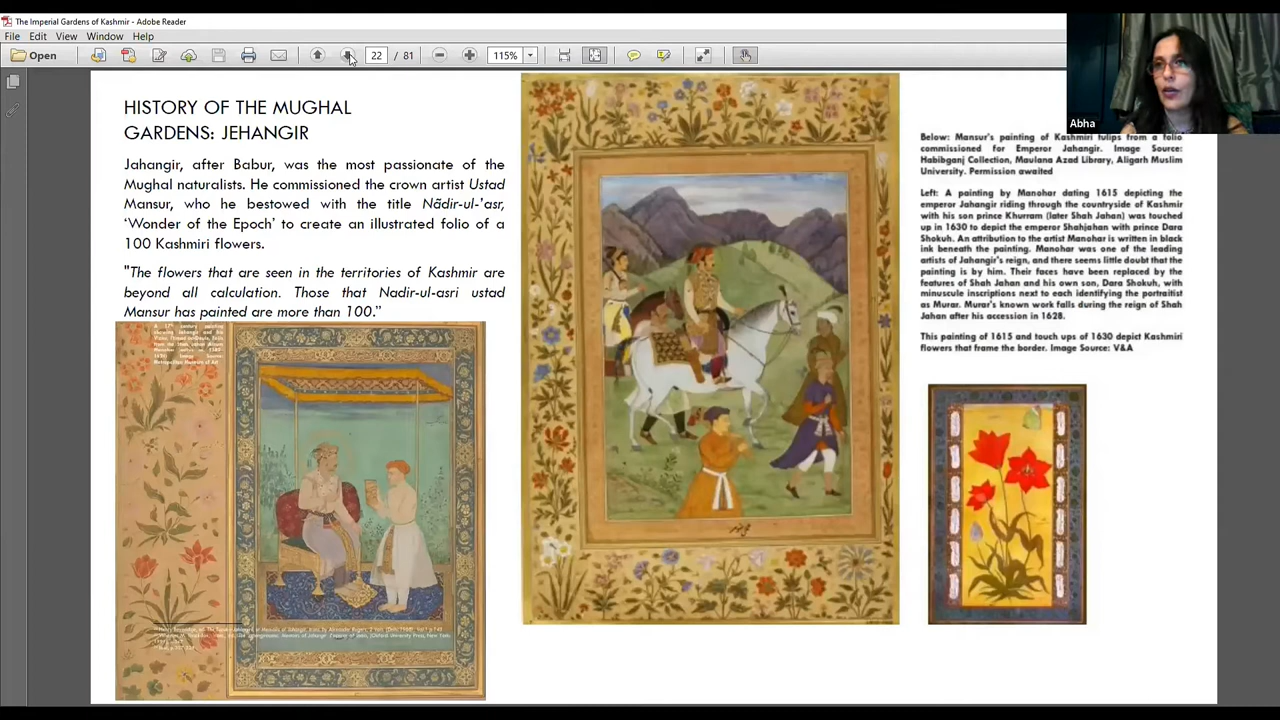 The Imperial Gardens of Kashmir - Adobe Reader
File Edit View Window Help
Open 22 / 81 115%
Abha
HISTORY OF THE MUGHAL
GARDENS: JEHANGIR
Jahangir, after Babur, was the most passionate of the
Mughal naturalists. He commissioned the crown artist Ustad
Mansur, who he bestowed with the title Nādir-ul-'asr,
'Wonder of the Epoch' to create an illustrated folio of a
100 Kashmiri flowers.
"The flowers that are seen in the territories of Kashmir are
beyond all calculation. Those that Nadir-ul-asri ustad
Mansur has painted are more than 100."
Below: Mansur's painting of Kashmiri tulips from a folio
commissioned for Emperor Jahangir. Image Source:
Habibganj Collection, Maulana Azad Library, Aligarh Muslim
University. Permission awaited
Left: A painting by Manohar dating 1615 depicting the
emperor Jahangir riding through the countryside of Kashmir
with his son prince Khurram (later Shah Jahan) was touched
up in 1630 to depict the emperor Shahjahan with prince Dara
Shokuh. An attribution to the artist Manohar is written in black
ink beneath the painting. Manohar was one of the leading
artists of Jahangir's reign, and there seems little doubt that the
painting is by him. Their faces have been replaced by the
features of Shah Jahan and his own son, Dara Shokuh, with
minuscule inscriptions next to each identifying the portraitist
as Murar. Murar's known work falls during the reign of Shah
Jahan after his accession in 1628.
This painting of 1615 and touch ups of 1630 depict Kashmiri
flowers that frame the border. Image Source: V&A